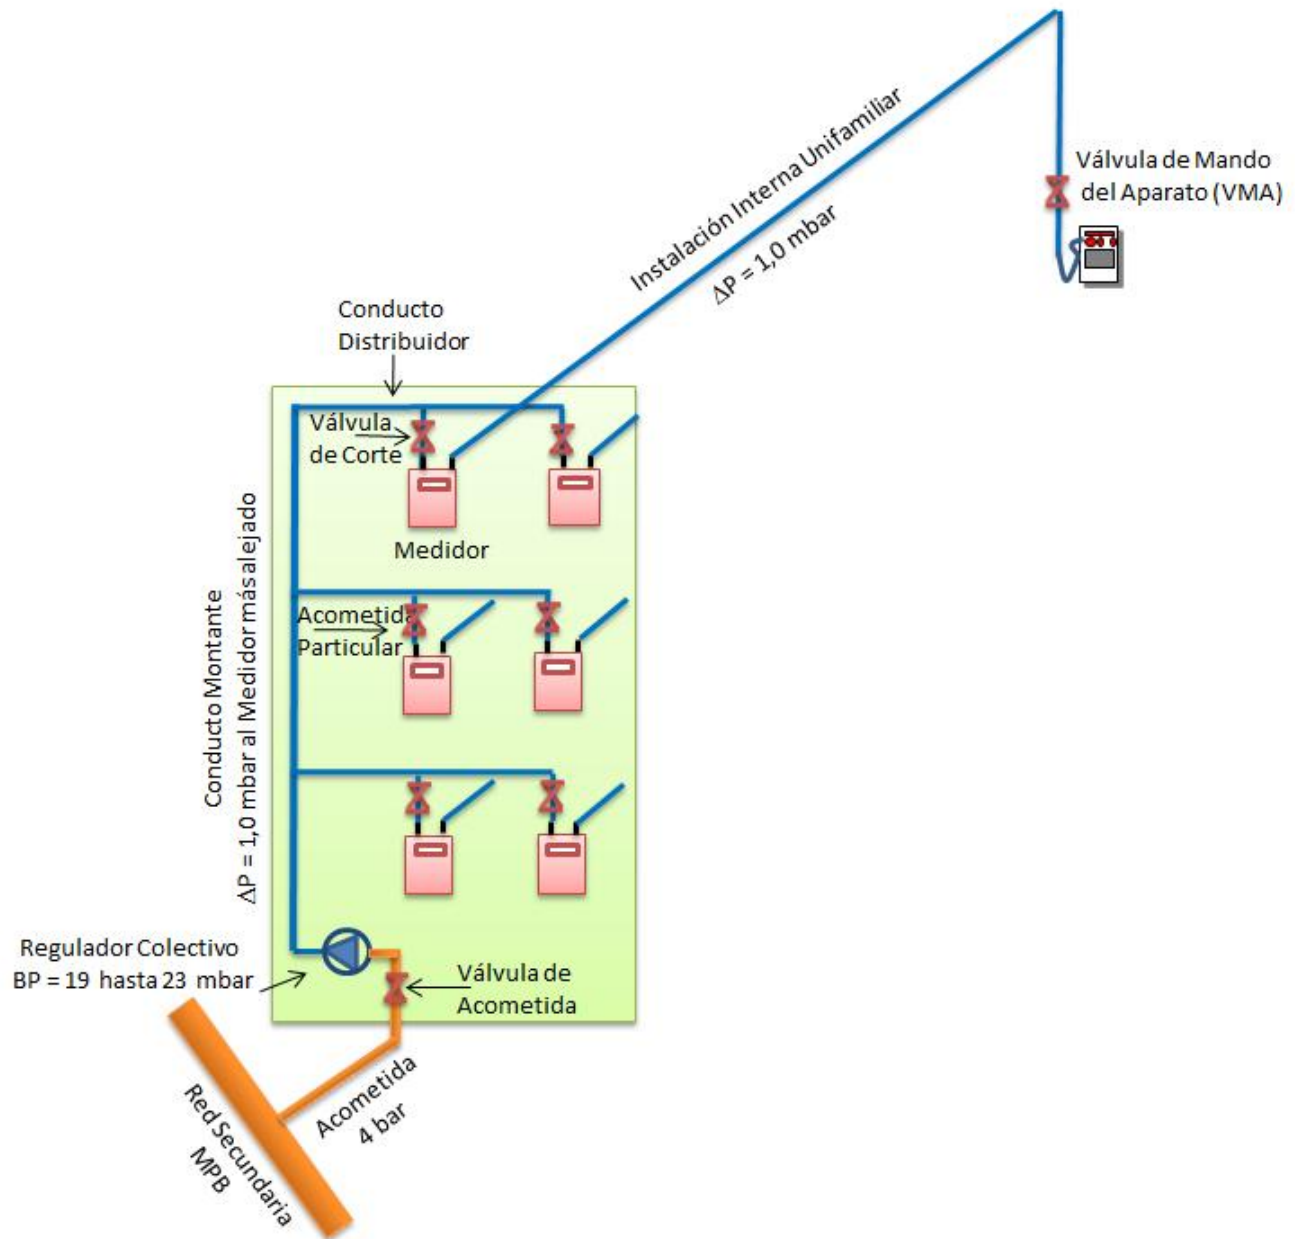 Válvula de Mando
del Aparato (VMA)
Instalación Interna Unifamiliar
ΔP = 1,0 mbar
Conducto
Distribuidor
Válvula
de Corte
Medidor
Conducto Montante
ΔP = 1,0 mbar al Medidor más alejado
Acometida
Particular
Regulador Colectivo
BP = 19 hasta 23 mbar
Válvula de
Acometida
Acometida
4 bar
Red Secundaria
MPB